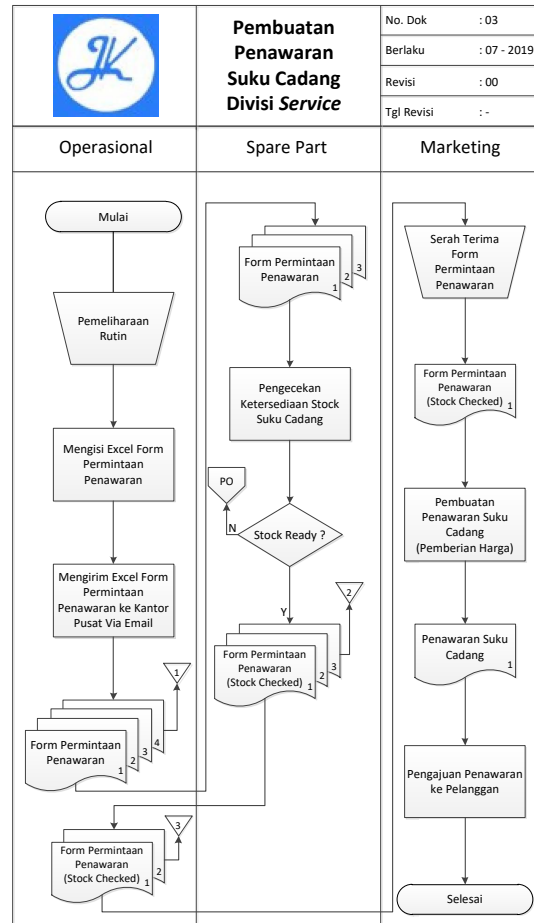 JK
Pembuatan
Penawaran
Suku Cadang
Divisi Service
No. Dok : 03
Berlaku : 07 - 2019
Revisi : 00
Tgl Revisi : -
Operasional
Spare Part
Marketing
Mulai
Pemeliharaan
Rutin
Mengisi Excel Form
Permintaan
Penawaran
Mengirim Excel Form
Permintaan
Penawaran ke Kantor
Pusat Via Email
1
4
3
2
Form Permintaan
Penawaran
1
3
2
Form Permintaan
Penawaran
(Stock Checked)
1
3
2
Form Permintaan
Penawaran
1
Pengecekan
Ketersediaan Stock
Suku Cadang
PO
N
Stock Ready ?
Y
2
3
2
Form Permintaan
Penawaran
(Stock Checked)
1
Serah Terima
Form
Permintaan
Penawaran
Form Permintaan
Penawaran
(Stock Checked)
1
Pembuatan
Penawaran Suku
Cadang
(Pemberian Harga)
Penawaran Suku
Cadang
1
Pengajuan Penawaran
ke Pelanggan
Selesai